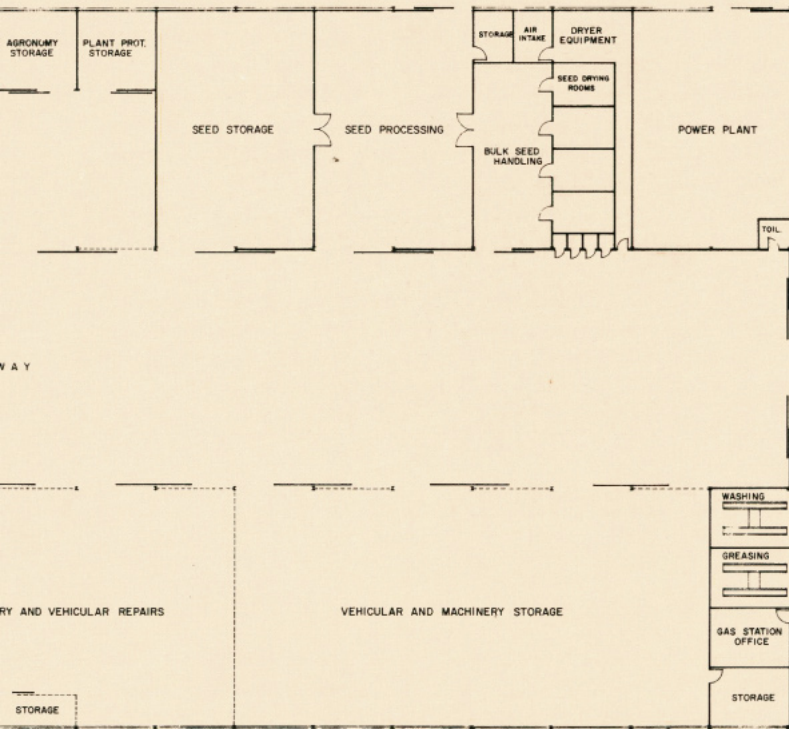 AGRONOMY
STORAGE
PLANT PROT.
STORAGE
SEED STORAGE
SEED PROCESSING
STORAGE
AIR
INTAKE
DRYER
EQUIPMENT
SEED DRYING
ROOMS
BULK SEED
HANDLING
POWER PLANT
TOIL.
WAY
RY AND VEHICULAR REPAIRS
STORAGE
VEHICULAR AND MACHINERY STORAGE
WASHING
GREASING
GAS STATION
OFFICE
STORAGE